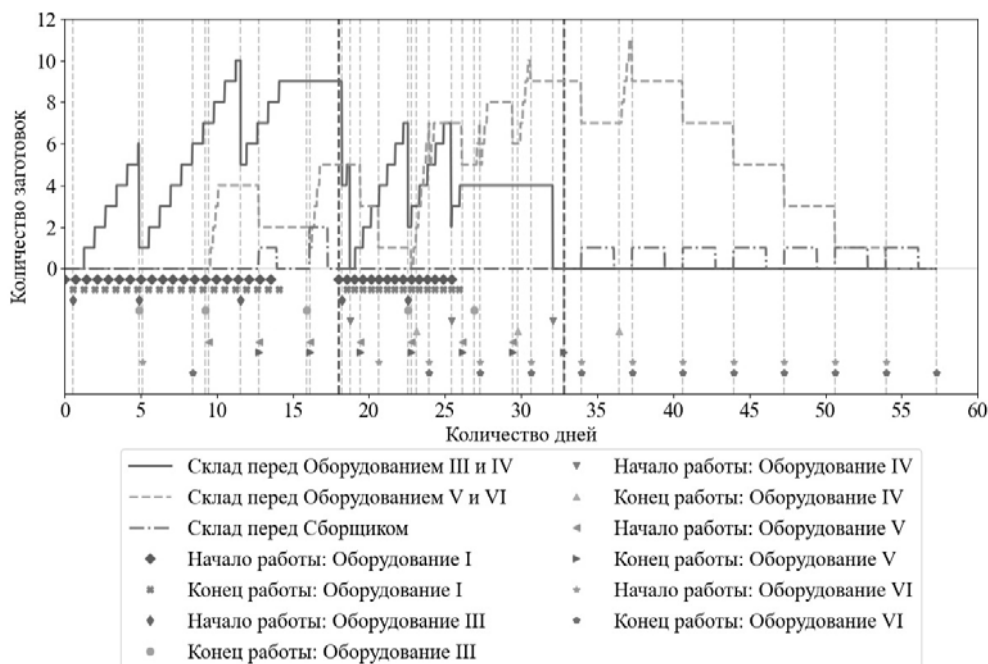 12
10
8
6
4
2
0
Количество заготовок
0 5 10 15 20 25 30 35 40 45 50 55 60
Количество дней
Склад перед Оборудованием III и IV
Склад перед Оборудованием V и VI
Склад перед Сборщиком
Начало работы: Оборудование I
Конец работы: Оборудование I
Начало работы: Оборудование III
Конец работы: Оборудование III
Начало работы: Оборудование IV
Конец работы: Оборудование IV
Начало работы: Оборудование V
Конец работы: Оборудование V
Начало работы: Оборудование VI
Конец работы: Оборудование VI